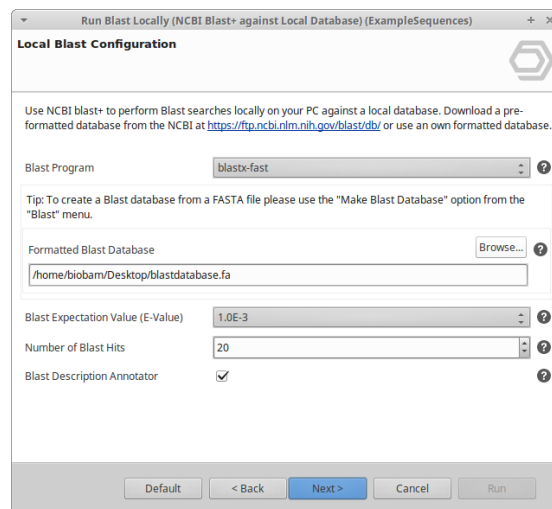 Run Blast Locally (NCBI Blast+ against Local Database) (ExampleSequences)
Local Blast Configuration
Use NCBI blast+ to perform Blast searches locally on your PC against a local database. Download a pre-
formatted database from the NCBI at https://ftp.ncbi.nlm.nih.gov/blast/db/ or use an own formatted database.
Blast Program blastx-fast
Tip: To create a Blast database from a FASTA file please use the "Make Blast Database" option from the
"Blast" menu.
Formatted Blast Database Browse...
/home/biobam/Desktop/blastdatabase.fa
Blast Expectation Value (E-Value) 1.0E-3
Number of Blast Hits 20
Blast Description Annotator
Default < Back Next > Cancel Run